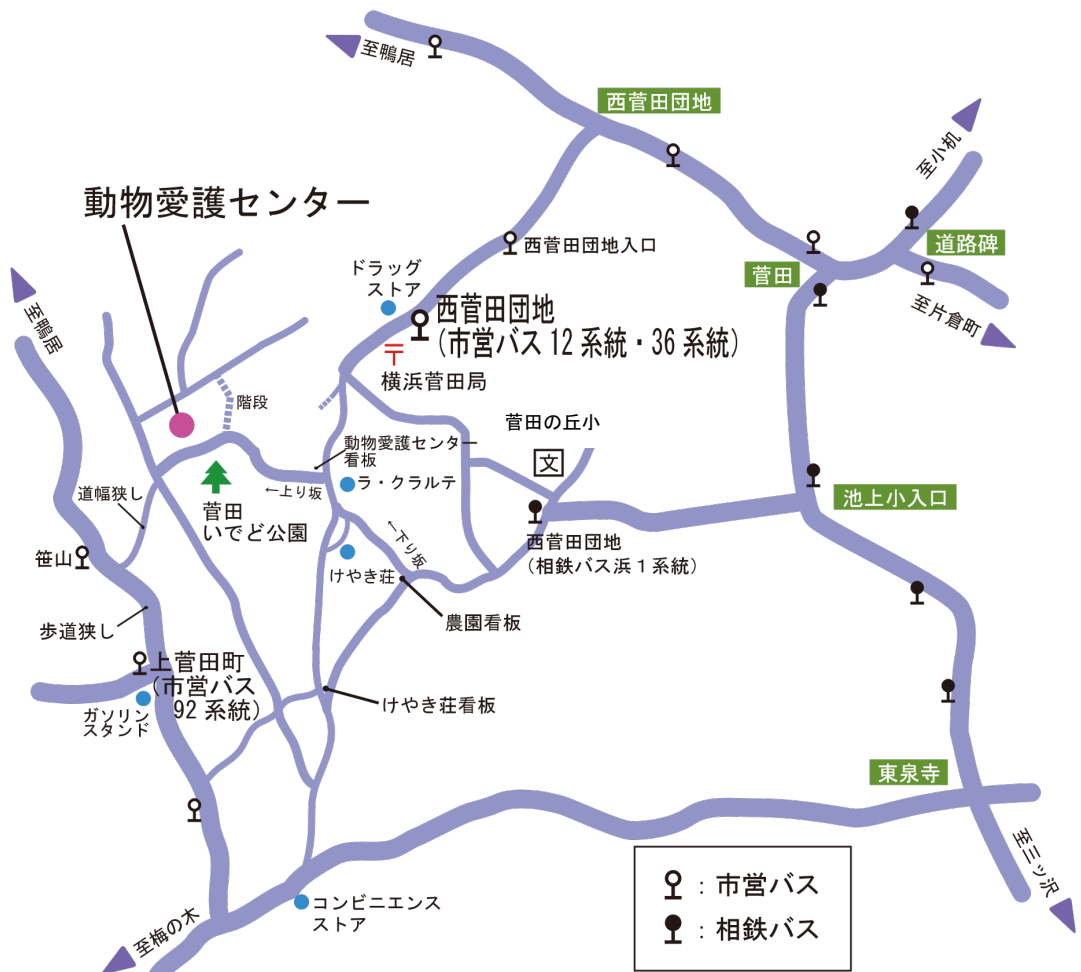 至鴨居
西菅田団地
至小机
動物愛護センター
道路碑
西菅田団地入口
菅田
ドラッグ
ストア
至鴨居
西菅田団地
(市営バス 12 系統・36 系統)
至片倉町
〒
横浜菅田局
階段
菅田の丘小
動物愛護センター
看板
文
ラ・クラルテ
←上り坂
道幅狭し
池上小入口
菅田
いでど公園
←下り坂
西菅田団地
(相鉄バス浜1系統)
笹山
けやき荘
農園看板
歩道狭し
上菅田町
(市営バス
92 系統)
けやき荘看板
ガソリン
スタンド
東泉寺
至三ッ沢
:市営バス
コンビニエンス
ストア
:相鉄バス
至梅の木